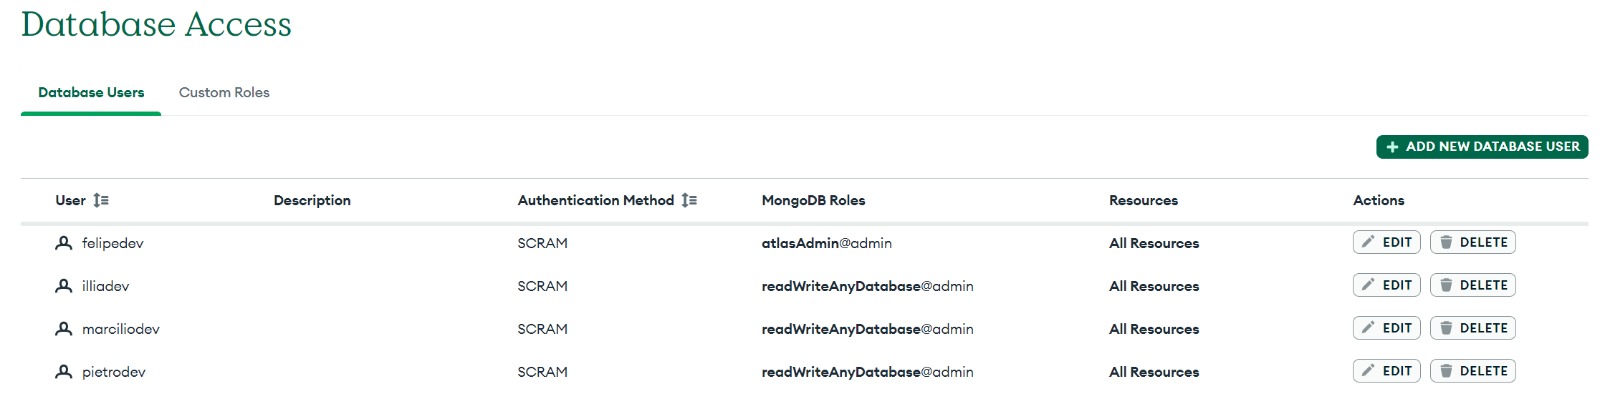 Database Access
Database Users Custom Roles
+ ADD NEW DATABASE USER
User Description Authentication Method MongoDB Roles Resources Actions
felipedev SCRAM atlasAdmin@admin All Resources EDIT DELETE
illiadev SCRAM readWriteAnyDatabase@admin All Resources EDIT DELETE
marciliodev SCRAM readWriteAnyDatabase@admin All Resources EDIT DELETE
pietrodev SCRAM readWriteAnyDatabase@admin All Resources EDIT DELETE